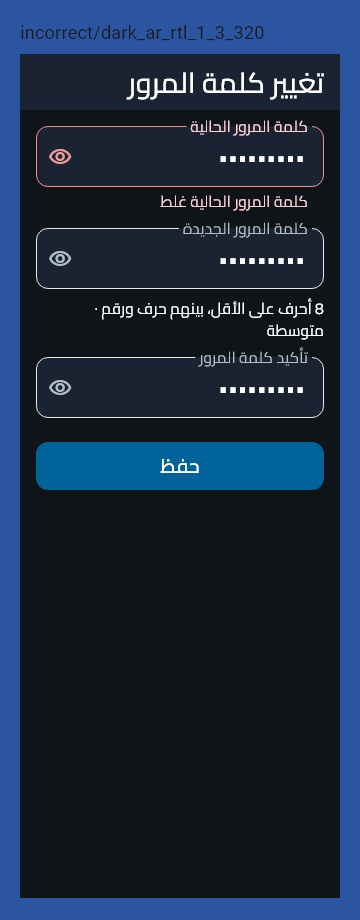 incorrect/dark_ar_rtl_1_3_320
تغيير كلمة المرور
كلمة المرور الحالية
•••••••••
كلمة المرور الحالية غلط
كلمة المرور الجديدة
•••••••••
8 أحرف على الأقل، بينهم حرف ورقم ·
متوسطة
تأكيد كلمة المرور
•••••••••
حفظ